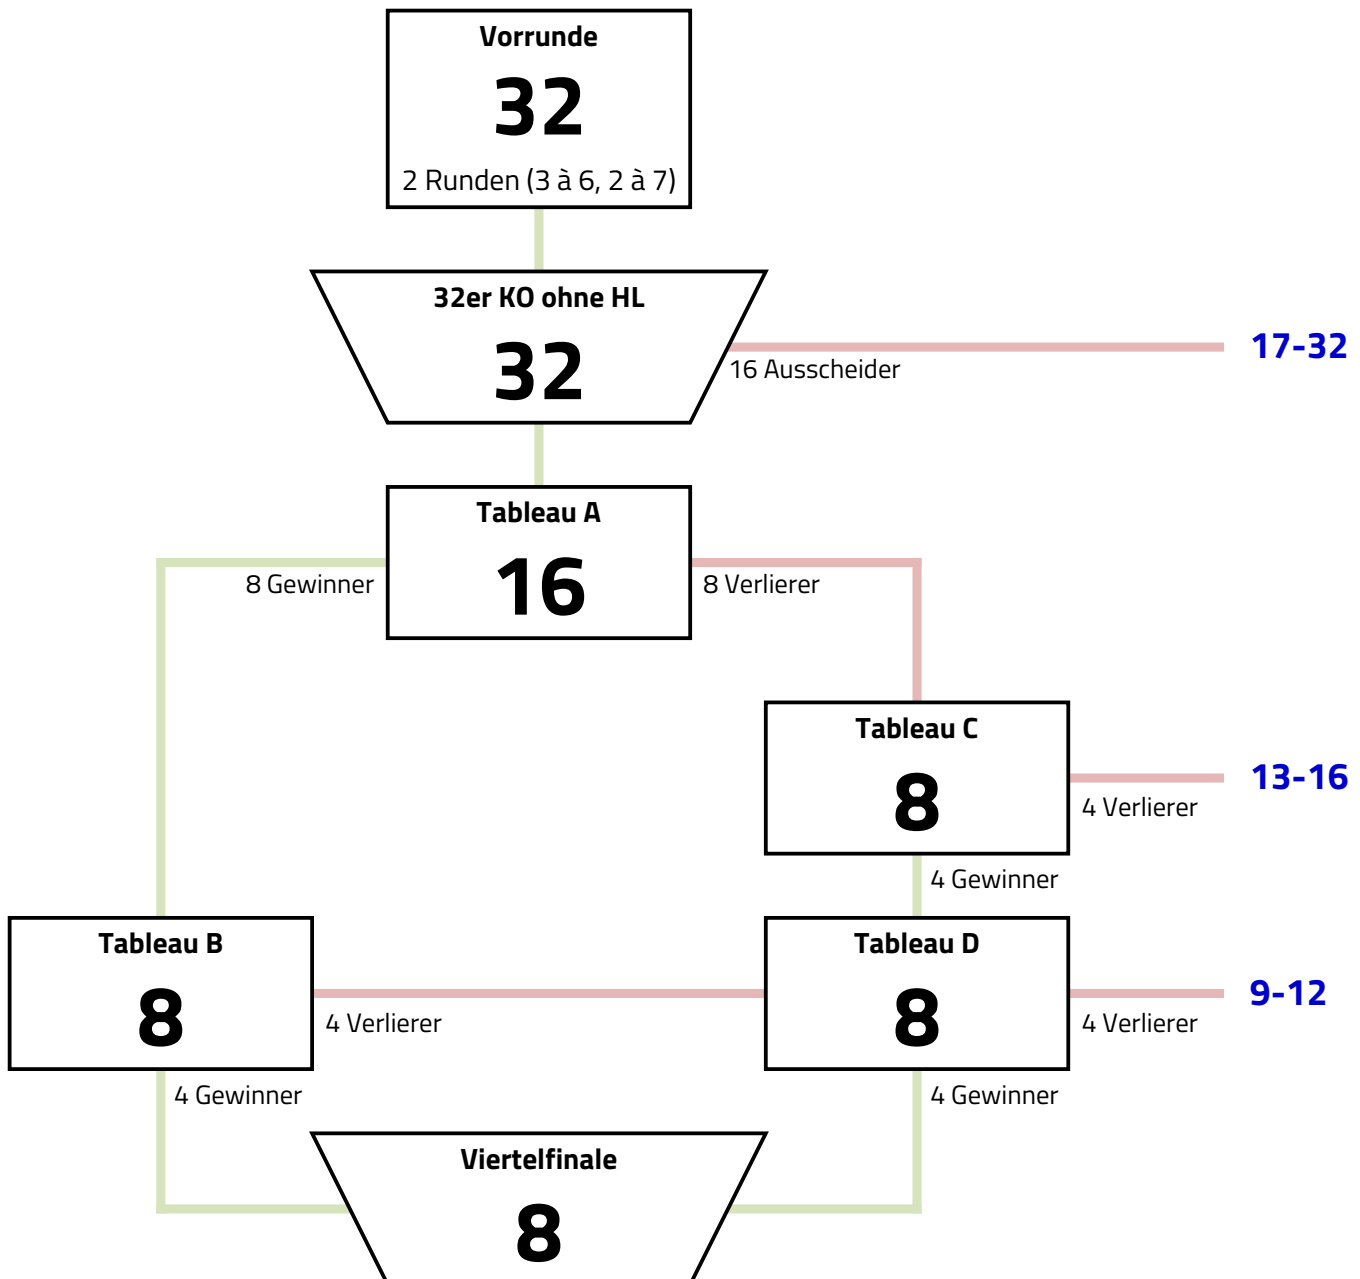 Vorrunde
32
2 Runden (3 à 6, 2 à 7)
32er KO ohne HL
32
17-32
16 Ausscheider
Tableau A
16
8 Gewinner
8 Verlierer
Tableau C
8
13-16
4 Verlierer
4 Gewinner
Tableau B
8
4 Verlierer
Tableau D
8
9-12
4 Verlierer
4 Gewinner
4 Gewinner
Viertelfinale
8